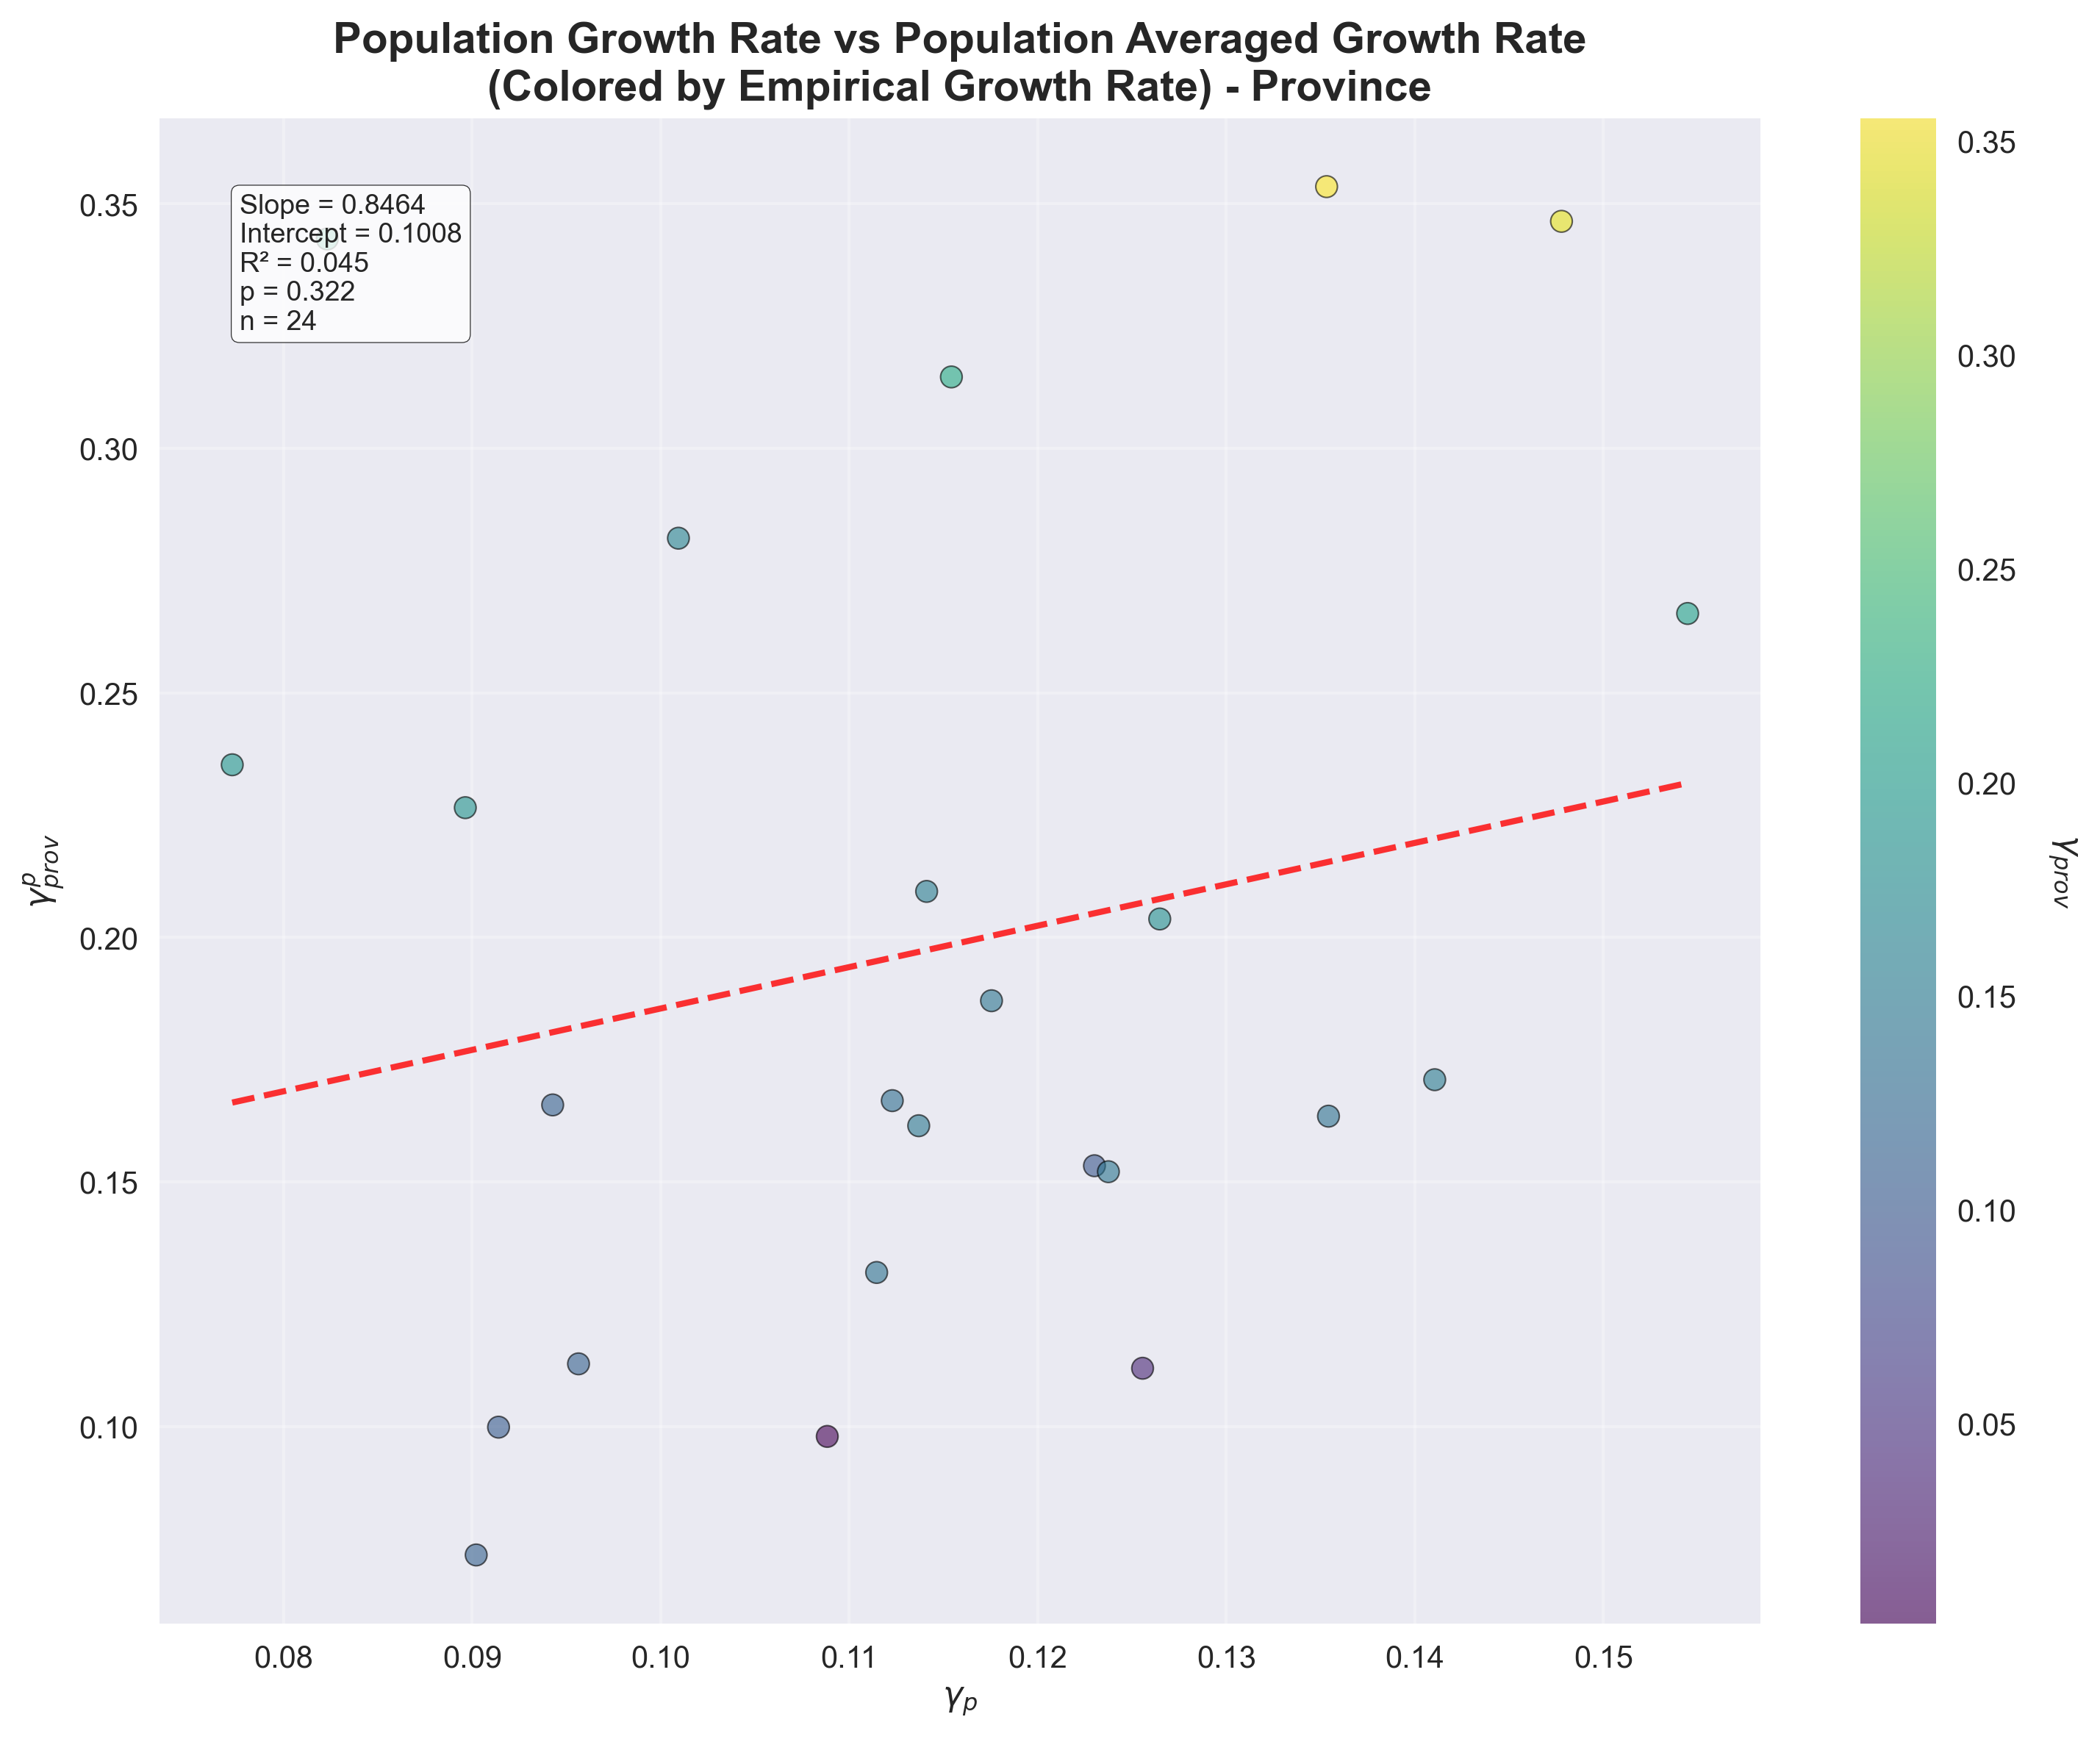 Population Growth Rate vs Population Averaged Growth Rate
(Colored by Empirical Growth Rate) - Province
Slope = 0.8464
Intercept = 0.1008
R² = 0.045
p = 0.322
n = 24
0.35
0.30
0.25
0.20
0.15
0.10
γ^p_prov
0.08
0.09
0.10
0.11
0.12
0.13
0.14
0.15
γ_p
0.35
0.30
0.25
0.20
0.15
0.10
0.05
γ_prov